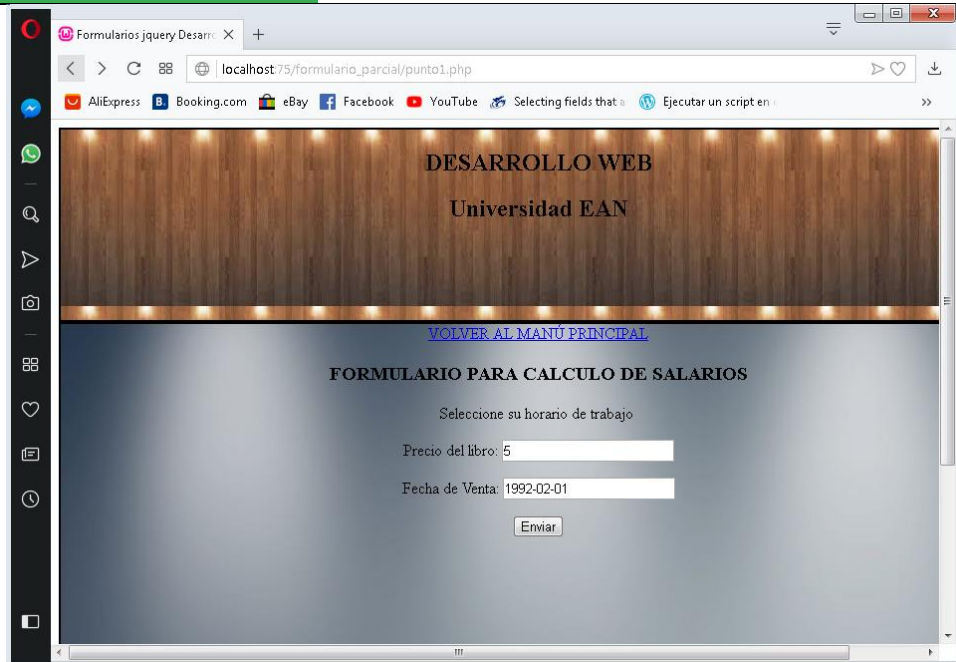 Formularios jquery Desarr
localhost:75/formulario_parcial/punto1.php
AliExpress B. Booking.com eBay Facebook YouTube Selecting fields that a Ejecutar un script en
DESARROLLO WEB
Universidad EAN
VOLVER AL MANÚ PRINCIPAL
FORMULARIO PARA CALCULO DE SALARIOS
Seleccione su horario de trabajo
Precio del libro: 5
Fecha de Venta: 1992-02-01
Enviar